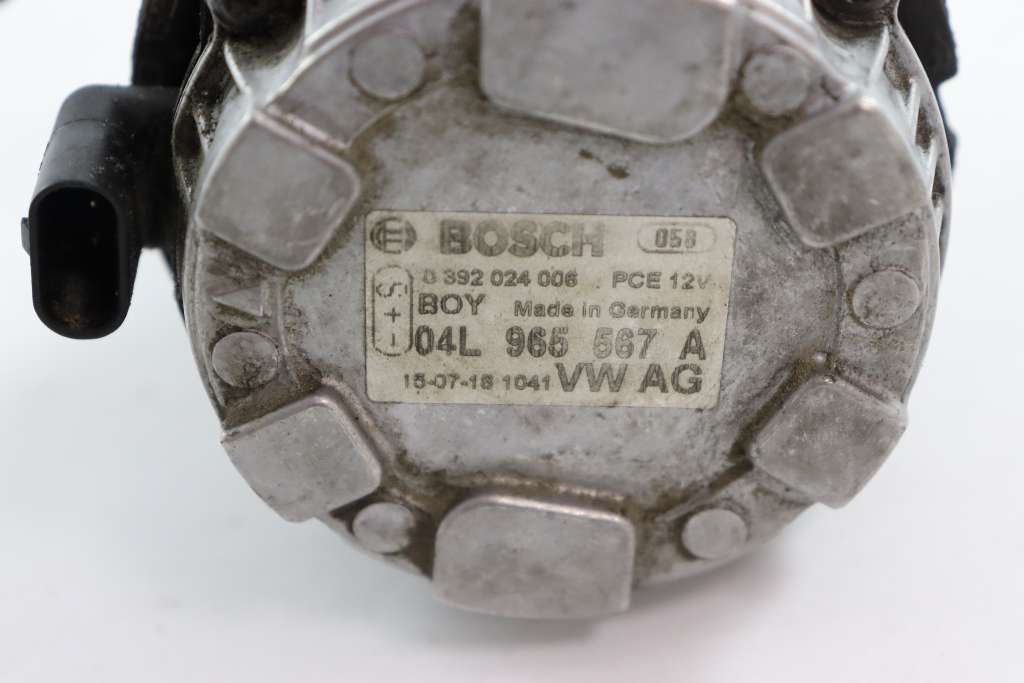 BOSCH 058
0 392 024 006 PCE 12V
BOY Made in Germany
S + -
04L 965 567 A
15-07-16 1041 VW AG